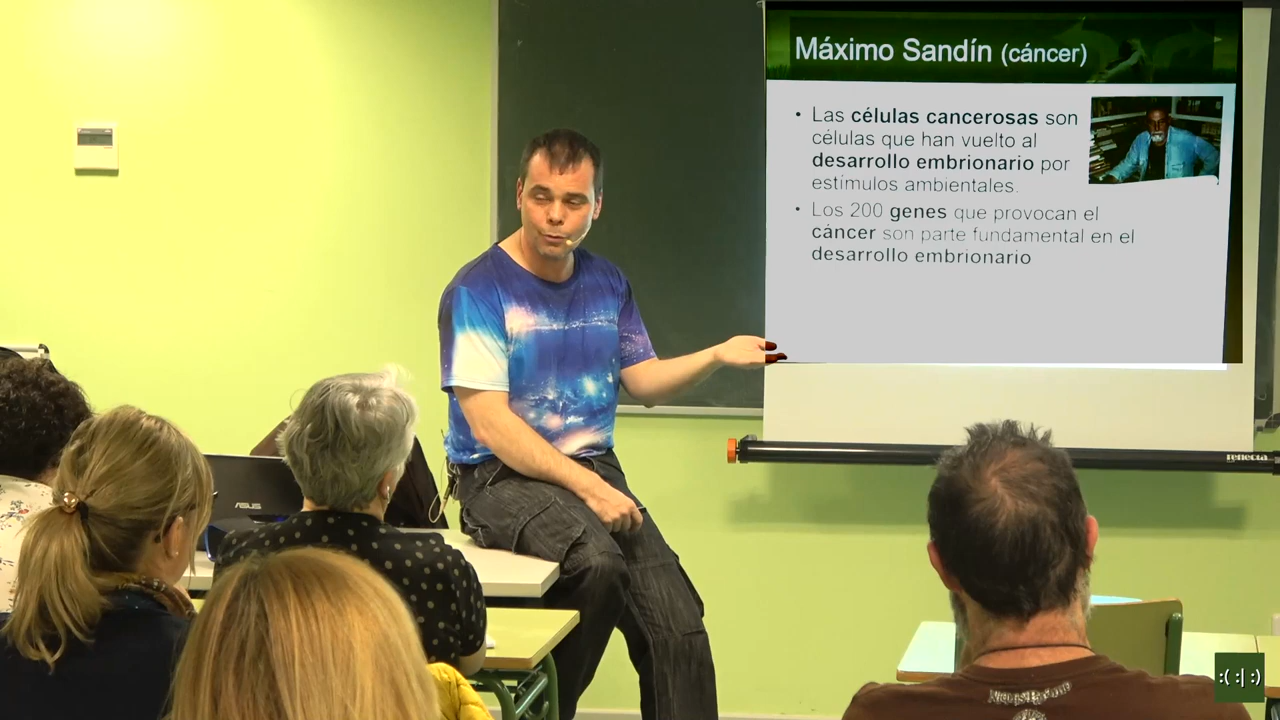 Máximo Sandín (cáncer)
• Las células cancerosas son
células que han vuelto al
desarrollo embrionario por
estímulos ambientales.
• Los 200 genes que provocan el
cáncer son parte fundamental en el
desarrollo embrionario
ASUS
:( :| :)